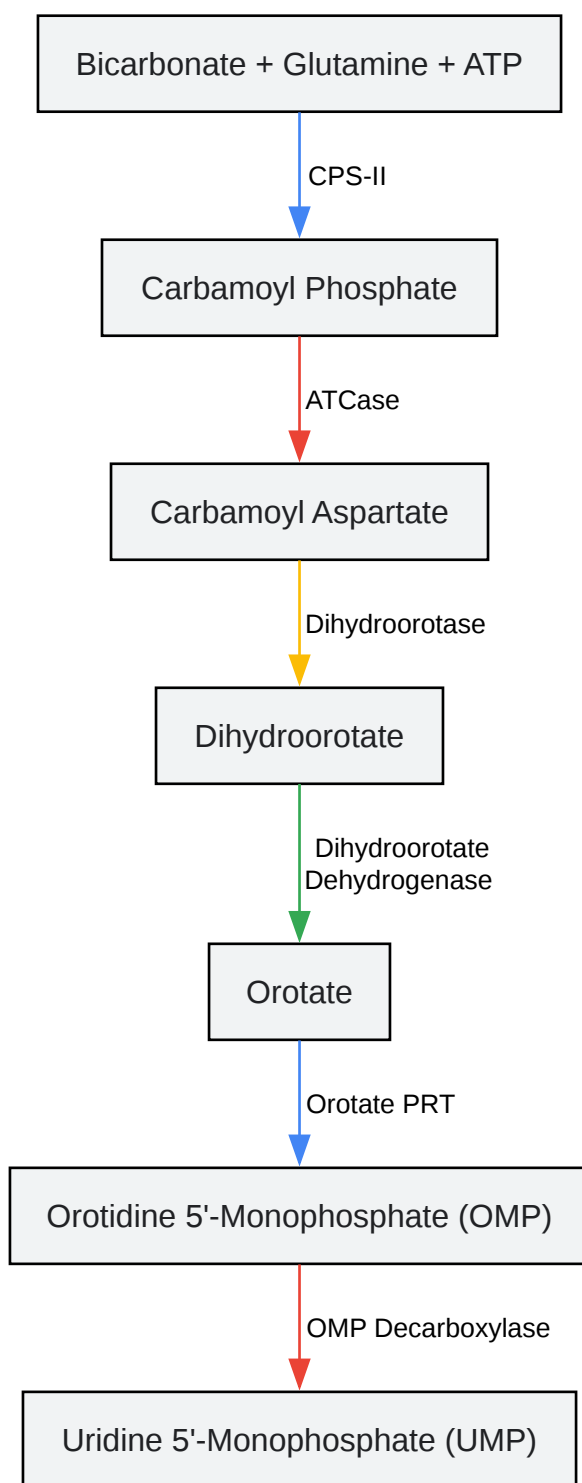 Bicarbonate + Glutamine + ATP
CPS-II
Carbamoyl Phosphate
ATCase
Carbamoyl Aspartate
Dihydroorotase
Dihydroorotate
Dihydroorotate
Dehydrogenase
Orotate
Orotate PRT
Orotidine 5'-Monophosphate (OMP)
OMP Decarboxylase
Uridine 5'-Monophosphate (UMP)